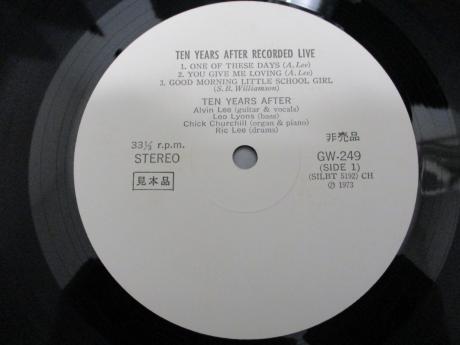 TEN YEARS AFTER RECORDED LIVE
1. ONE OF THESE DAYS (A. Lee)
2. YOU GIVE ME LOVING (A. Lee)
3. GOOD MORNING LITTLE SCHOOL GIRL
(S. B. Williamson)
TEN YEARS AFTER
Alvin Lee (guitar & vocals)
Leo Lyons (bass)
Chick Churchill (organ & piano)
Ric Lee (drums)
33⅓ r.p.m.
STEREO
見本品
非売品
GW-249
(SIDE 1)
(SILBT 5192) CH
Ⓟ 1973